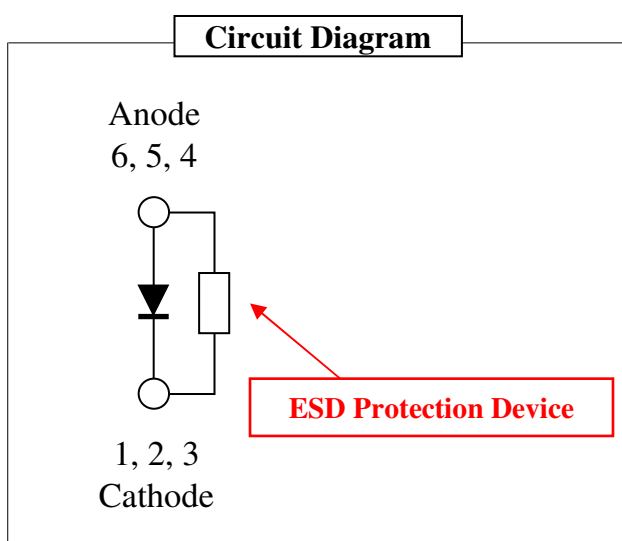 Circuit Diagram
Anode
6, 5, 4
ESD Protection Device
1, 2, 3
Cathode